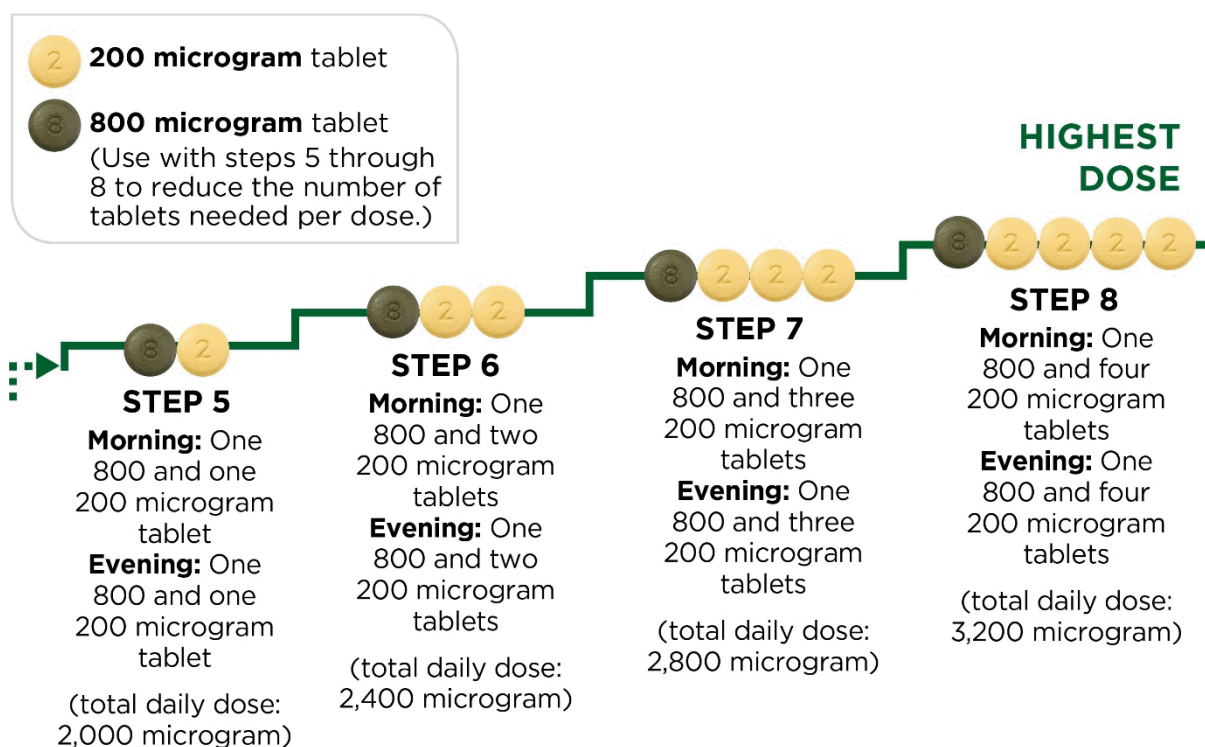 200 microgram tablet
800 microgram tablet
(Use with steps 5 through
8 to reduce the number of
tablets needed per dose.)
HIGHEST
DOSE
8 2
STEP 5
Morning: One
800 and one
200 microgram
tablet
Evening: One
800 and one
200 microgram
tablet
(total daily dose:
2,000 microgram)
8 2 2
STEP 6
Morning: One
800 and two
200 microgram
tablets
Evening: One
800 and two
200 microgram
tablets
(total daily dose:
2,400 microgram)
8 2 2 2
STEP 7
Morning: One
800 and three
200 microgram
tablets
Evening: One
800 and three
200 microgram
tablets
(total daily dose:
2,800 microgram)
8 2 2 2 2
STEP 8
Morning: One
800 and four
200 microgram
tablets
Evening: One
800 and four
200 microgram
tablets
(total daily dose:
3,200 microgram)